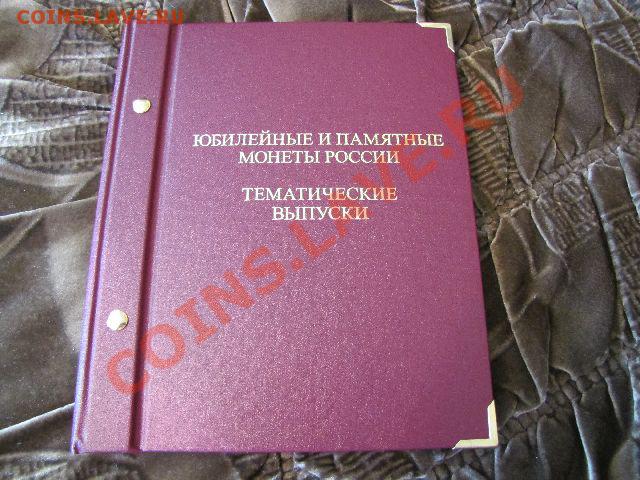 COINS.LAVE.RU
ЮБИЛЕЙНЫЕ И ПАМЯТНЫЕ
МОНЕТЫ РОССИИ
ТЕМАТИЧЕСКИЕ
ВЫПУСКИ
COINS.LAVE.RU